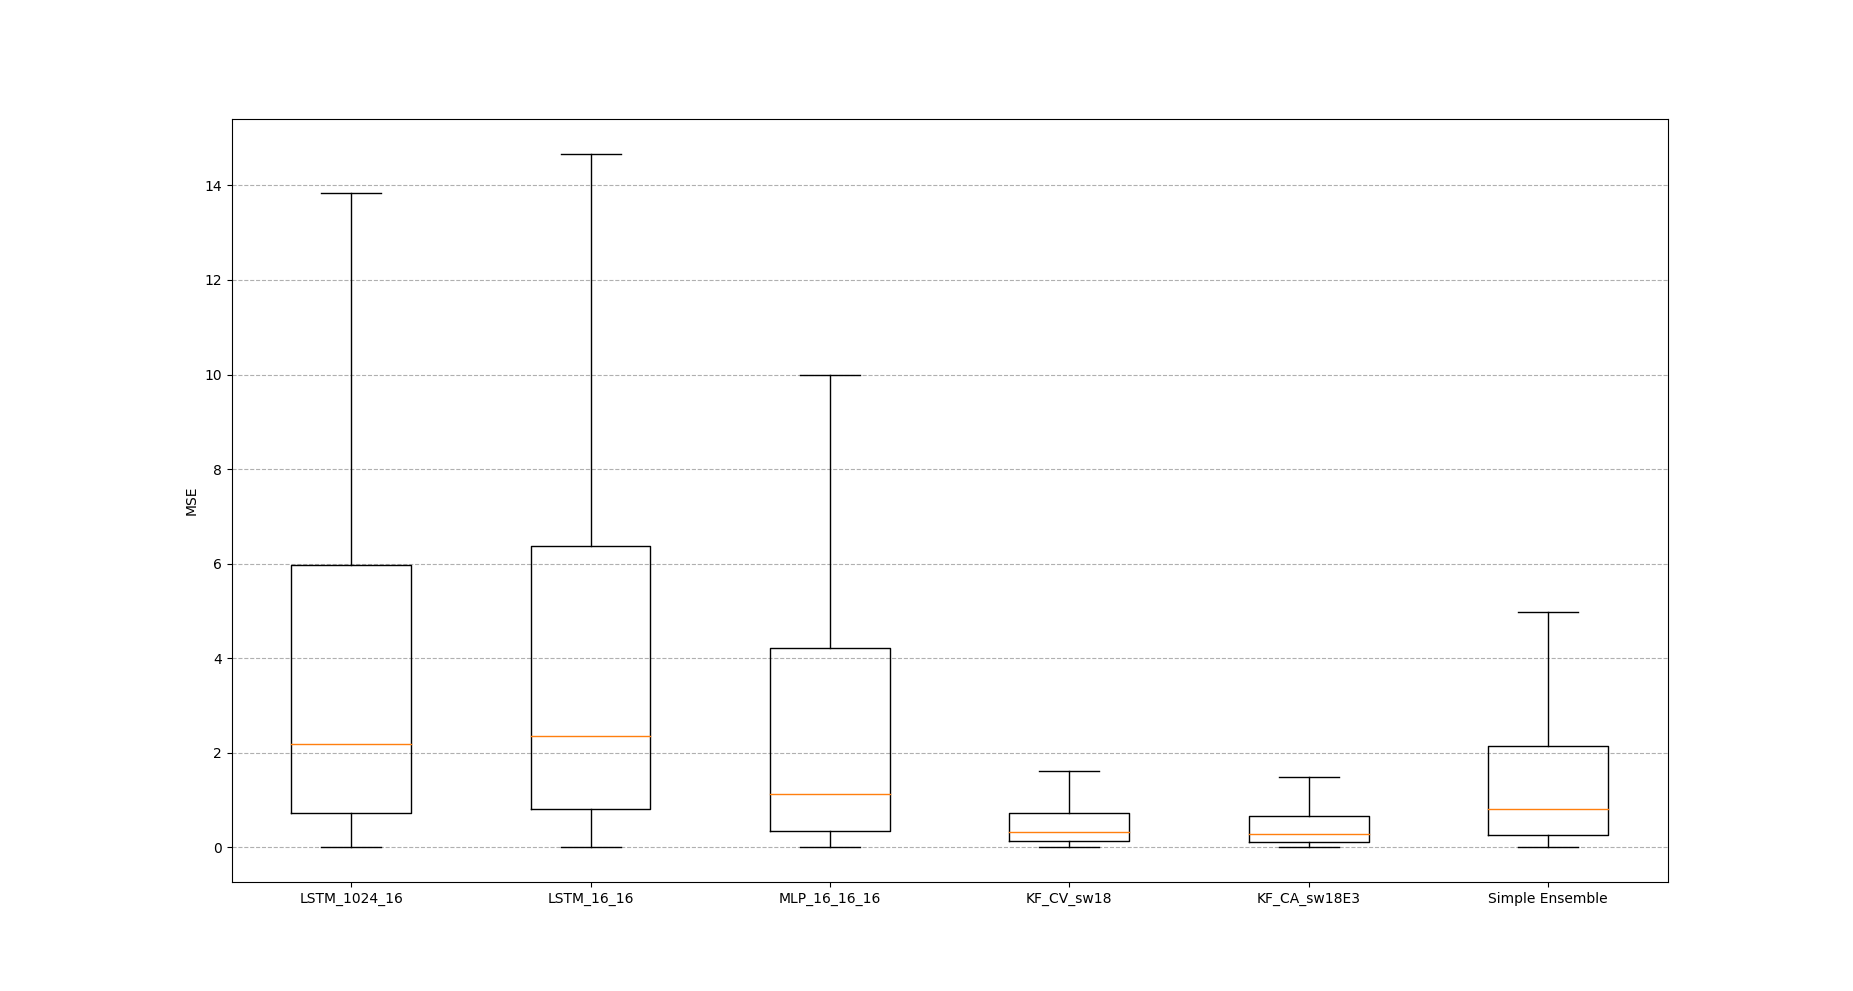 14
12
10
8
6
4
2
0
MSE
LSTM_1024_16
LSTM_16_16
MLP_16_16_16
KF_CV_sw18
KF_CA_sw18E3
Simple Ensemble